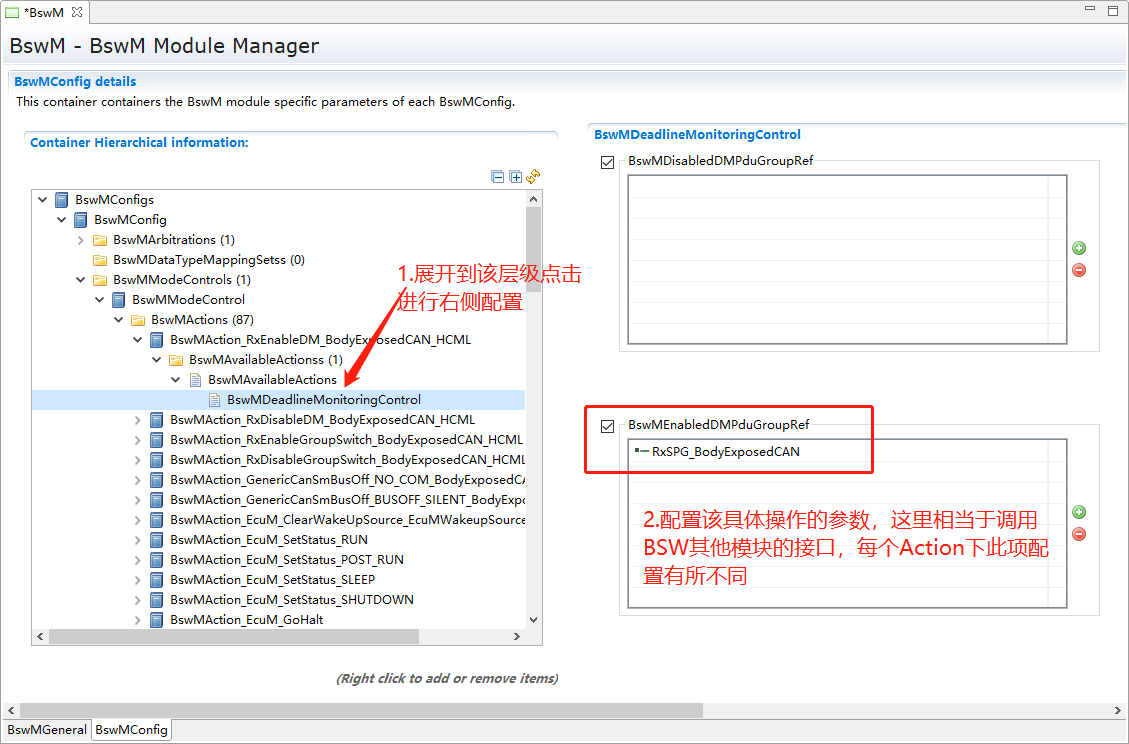 *BswM
BswM - BswM Module Manager
BswMConfig details
This container containers the BswM module specific parameters of each BswMConfig.
Container Hierarchical information:
BswMConfigs
BswMConfig
BswMArbitrations (1)
BswMDataTypeMappingSetss (0)
BswMModeControls (1)
BswMModeControl
BswMActions (87)
BswMAction_RxEnableDM_BodyExposedCAN_HCML
BswMAvailableActionss (1)
BswMAvailableActions
BswMDeadlineMonitoringControl
BswMAction_RxDisableDM_BodyExposedCAN_HCML
BswMAction_RxEnableGroupSwitch_BodyExposedCAN_HCML
BswMAction_RxDisableGroupSwitch_BodyExposedCAN_HCML
BswMAction_GenericCanSmBusOff_NO_COM_BodyExposedCA
BswMAction_GenericCanSmBusOff_BUSOFF_SILENT_BodyExpo
BswMAction_EcuM_ClearWakeUpSource_EcuMWakeupSource
BswMAction_EcuM_SetStatus_RUN
BswMAction_EcuM_SetStatus_POST_RUN
BswMAction_EcuM_SetStatus_SLEEP
BswMAction_EcuM_SetStatus_SHUTDOWN
BswMAction_EcuM_GoHalt
1.展开到该层级点击
进行右侧配置
(Right click to add or remove items)
BswMDeadlineMonitoringControl
BswMDisabledDMPduGroupRef
BswMEnabledDMPduGroupRef
RxSPG_BodyExposedCAN
2.配置该具体操作的参数，这里相当于调用
BSW其他模块的接口，每个Action下此项配
置有所不同
BswMGeneral
BswMConfig